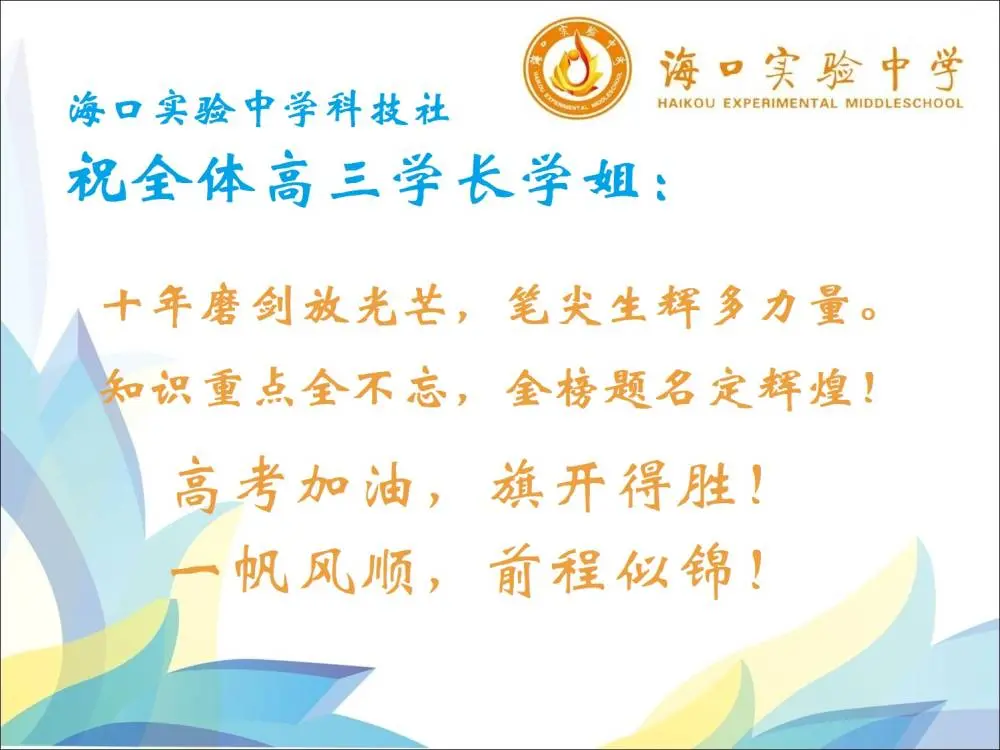 海口实验中学
HAIKOU EXPERIMENTAL MIDDLESCHOOL
海口实验中学
HAIKOU EXPERIMENTAL MIDDLESCHOOL
海口实验中学科技社
祝全体高三学长学姐：
十年磨剑放光芒，笔尖生辉多力量。
知识重点全不忘，金榜题名定辉煌！
高考加油，旗开得胜！
一帆风顺，前程似锦！